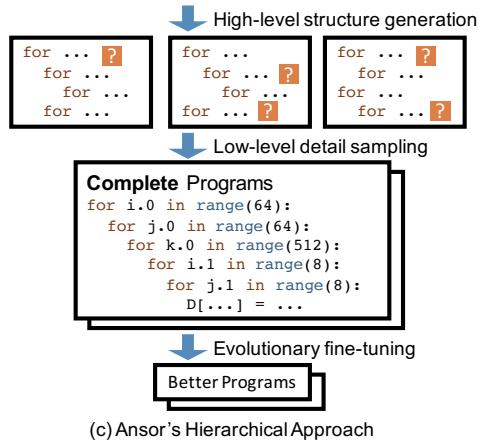 High-level structure generation
for ... ?
for ...
for ...
for ...
for ...
for ... ?
for ...
for ... ?
for ... ?
for ...
for ...
for ... ?
Low-level detail sampling
Complete Programs
for i.0 in range(64):
for j.0 in range(64):
for k.0 in range(512):
for i.1 in range(8):
for j.1 in range(8):
D[...] = ...
Evolutionary fine-tuning
Better Programs
(c) Ansor's Hierarchical Approach